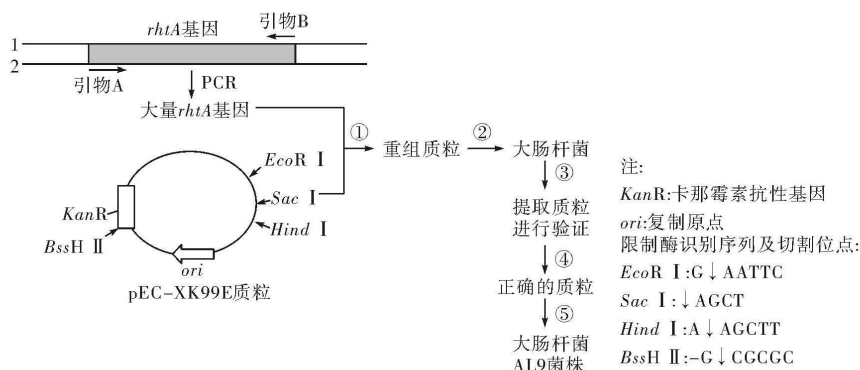 rhtA基因
引物B
1
2
引物A
PCR
大量rhtA基因
①
重组质粒
②
大肠杆菌
③
提取质粒
进行验证
④
正确的质粒
⑤
大肠杆菌
AL9菌株
EcoR Ⅰ
Sac Ⅰ
Hind Ⅰ
KanR
BssH Ⅱ
ori
pEC-XK99E质粒
注:
KanR:卡那霉素抗性基因
ori:复制原点
限制酶识别序列及切割位点:
EcoR Ⅰ:G↓AATTC
Sac Ⅰ:↓AGCT
Hind Ⅰ:A↓AGCTT
BssH Ⅱ:-G↓CGCGC